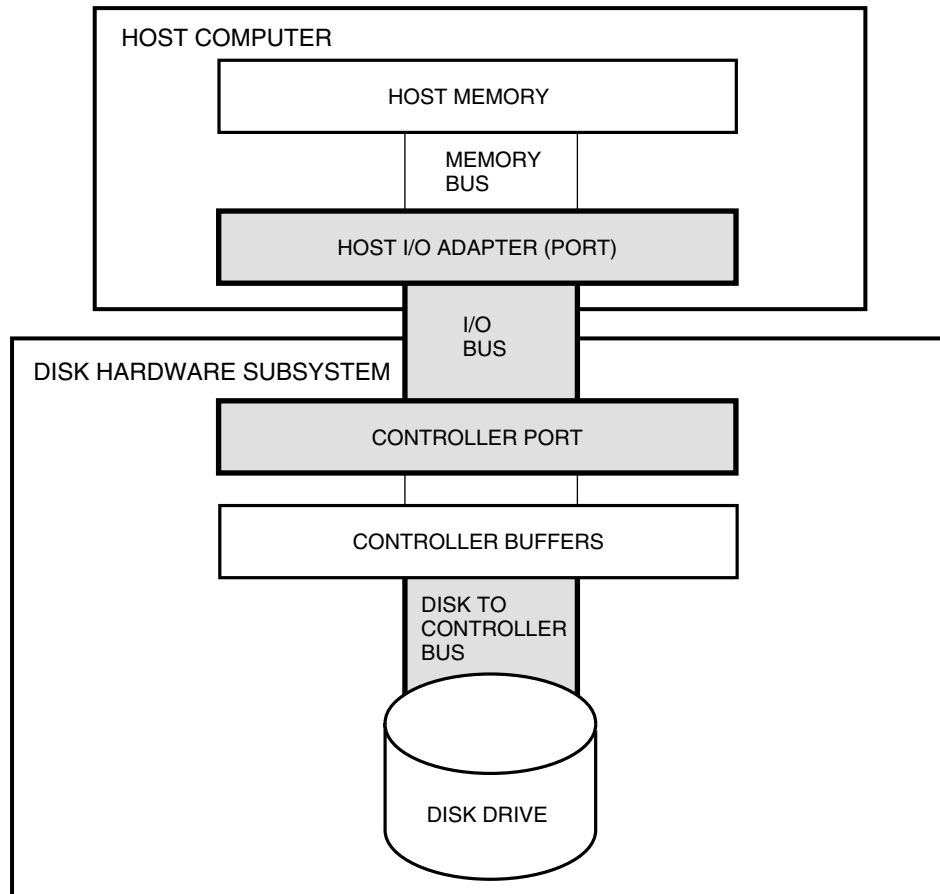 HOST COMPUTER
HOST MEMORY
MEMORY
BUS
HOST I/O ADAPTER (PORT)
I/O
BUS
DISK HARDWARE SUBSYSTEM
CONTROLLER PORT
CONTROLLER BUFFERS
DISK TO
CONTROLLER
BUS
DISK DRIVE